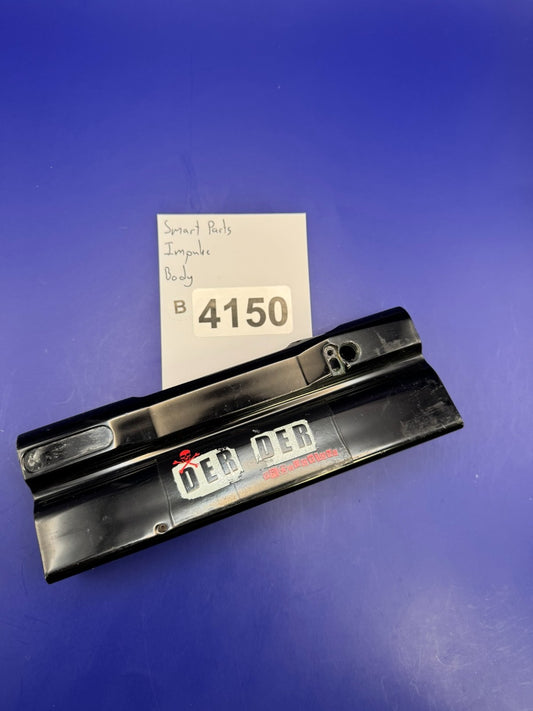 Smart Parts
Impulse
Body
B 4150
DER DER